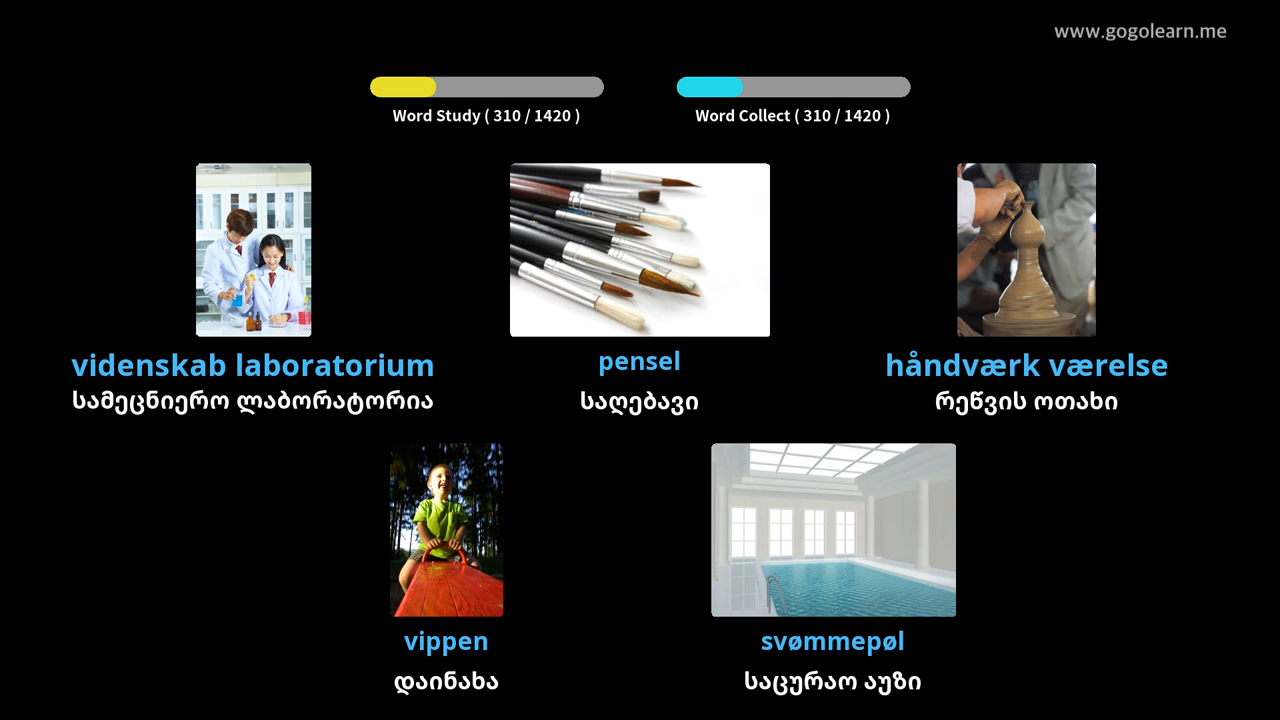 www.gogolearn.me
Word Study ( 310 / 1420 )
Word Collect ( 310 / 1420 )
videnskab laboratorium
სამეცნიერო ლაბორატორია
pensel
საღებავი
håndværk værelse
რეწვის ოთახი
vippen
დაინახა
svømmepøl
საცურაო აუზი